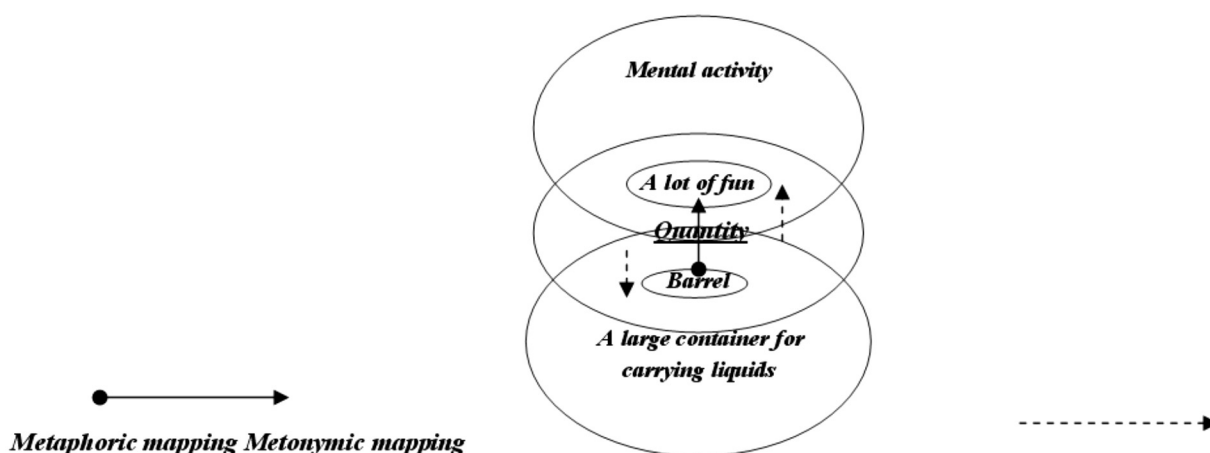 Mental activity
A lot of fun
Quantity
Barrel
A large container for
carrying liquids
Metaphoric mapping Metonymic mapping